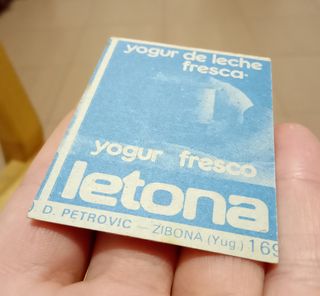 yogur de leche
fresca-
yogur fresco
letona
D. PETROVIC — ZIBONA (Yug.) 169